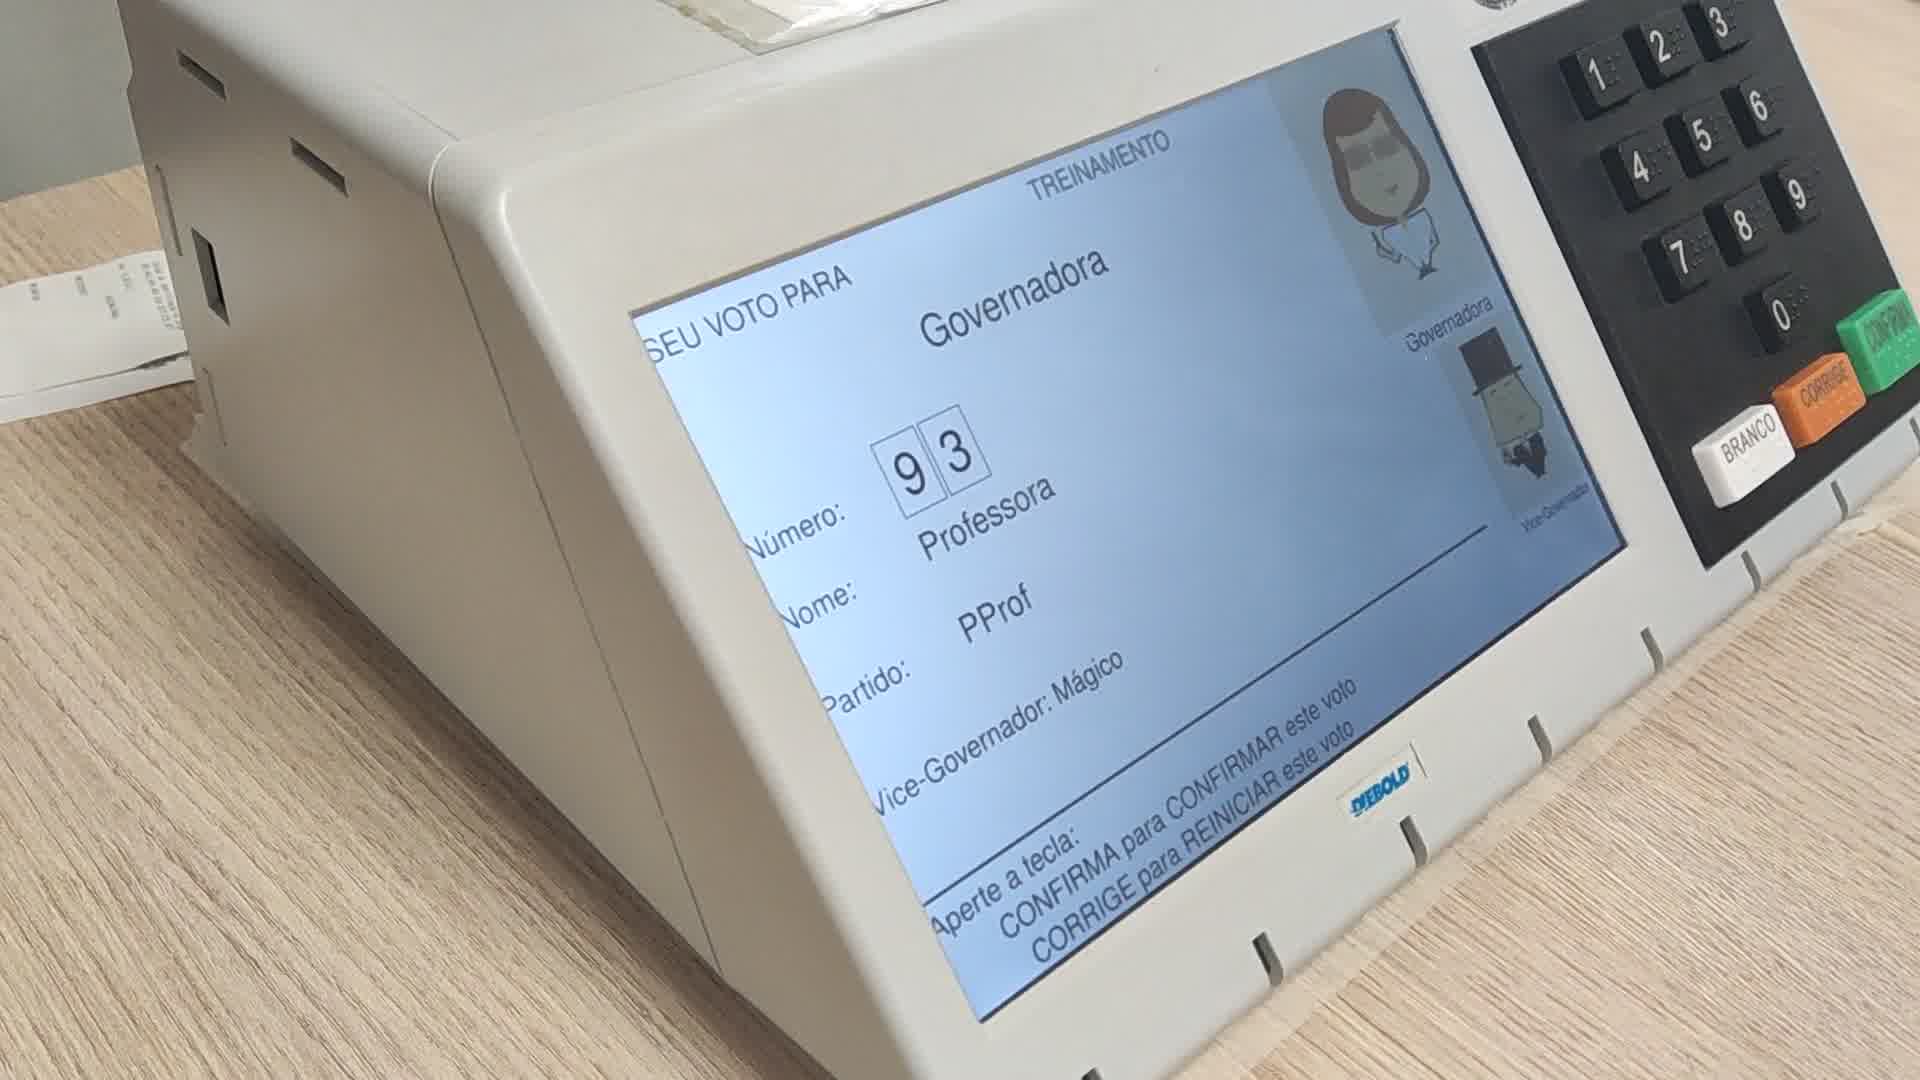 TREINAMENTO
SEU VOTO PARA
Governadora
Governadora
Número: 93
Nome: Professora
Partido: PProf
Vice-Governador: Mágico
Vice-Governador
Aperte a tecla:
CONFIRMA para CONFIRMAR este voto
CORRIGE para REINICIAR este voto
DIEBOLD
1 2 3
4 5 6
7 8 9
0
BRANCO CORRIGE CONFIRMA